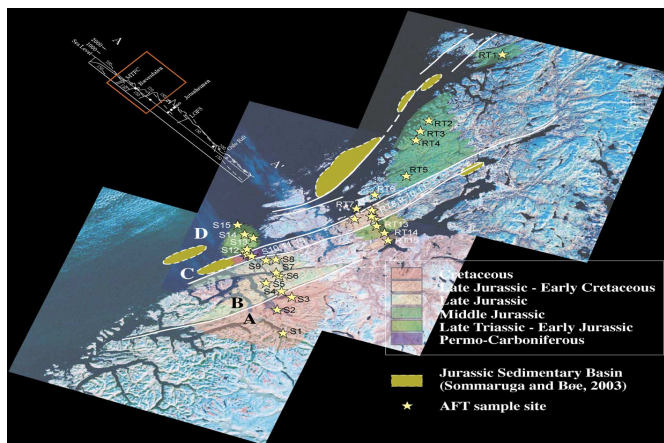 A
2000
1000
Sea Level
MTFC
A'
RT1
RT2
RT3
RT4
RT5
RT6
RT7
RT13
RT14
RT15
S15
S14
S13
S12
D
C
S9
S8
S7
S6
S5
S4
S3
B
A
S2
S1
Cretaceous
Late Jurassic - Early Cretaceous
Late Jurassic
Middle Jurassic
Late Triassic - Early Jurassic
Permo-Carboniferous
Jurassic Sedimentary Basin
(Sommaruga and Bøe, 2003)
AFT sample site